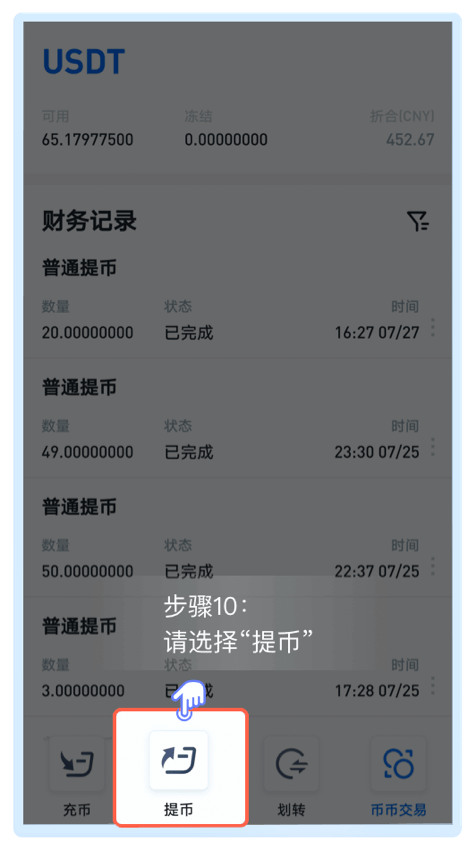 USDT
可用 冻结 折合(CNY)
65.17977500 0.00000000 452.67
财务记录
普通提币
数量 状态 时间
20.00000000 已完成 16:27 07/27
普通提币
数量 状态 时间
49.00000000 已完成 23:30 07/25
普通提币
数量 状态 时间
50.00000000 已完成 22:37 07/25
步骤10：
请选择“提币”
普通提币
数量 状态 时间
3.00000000 已完成 17:28 07/25
充币 提币 划转 币币交易